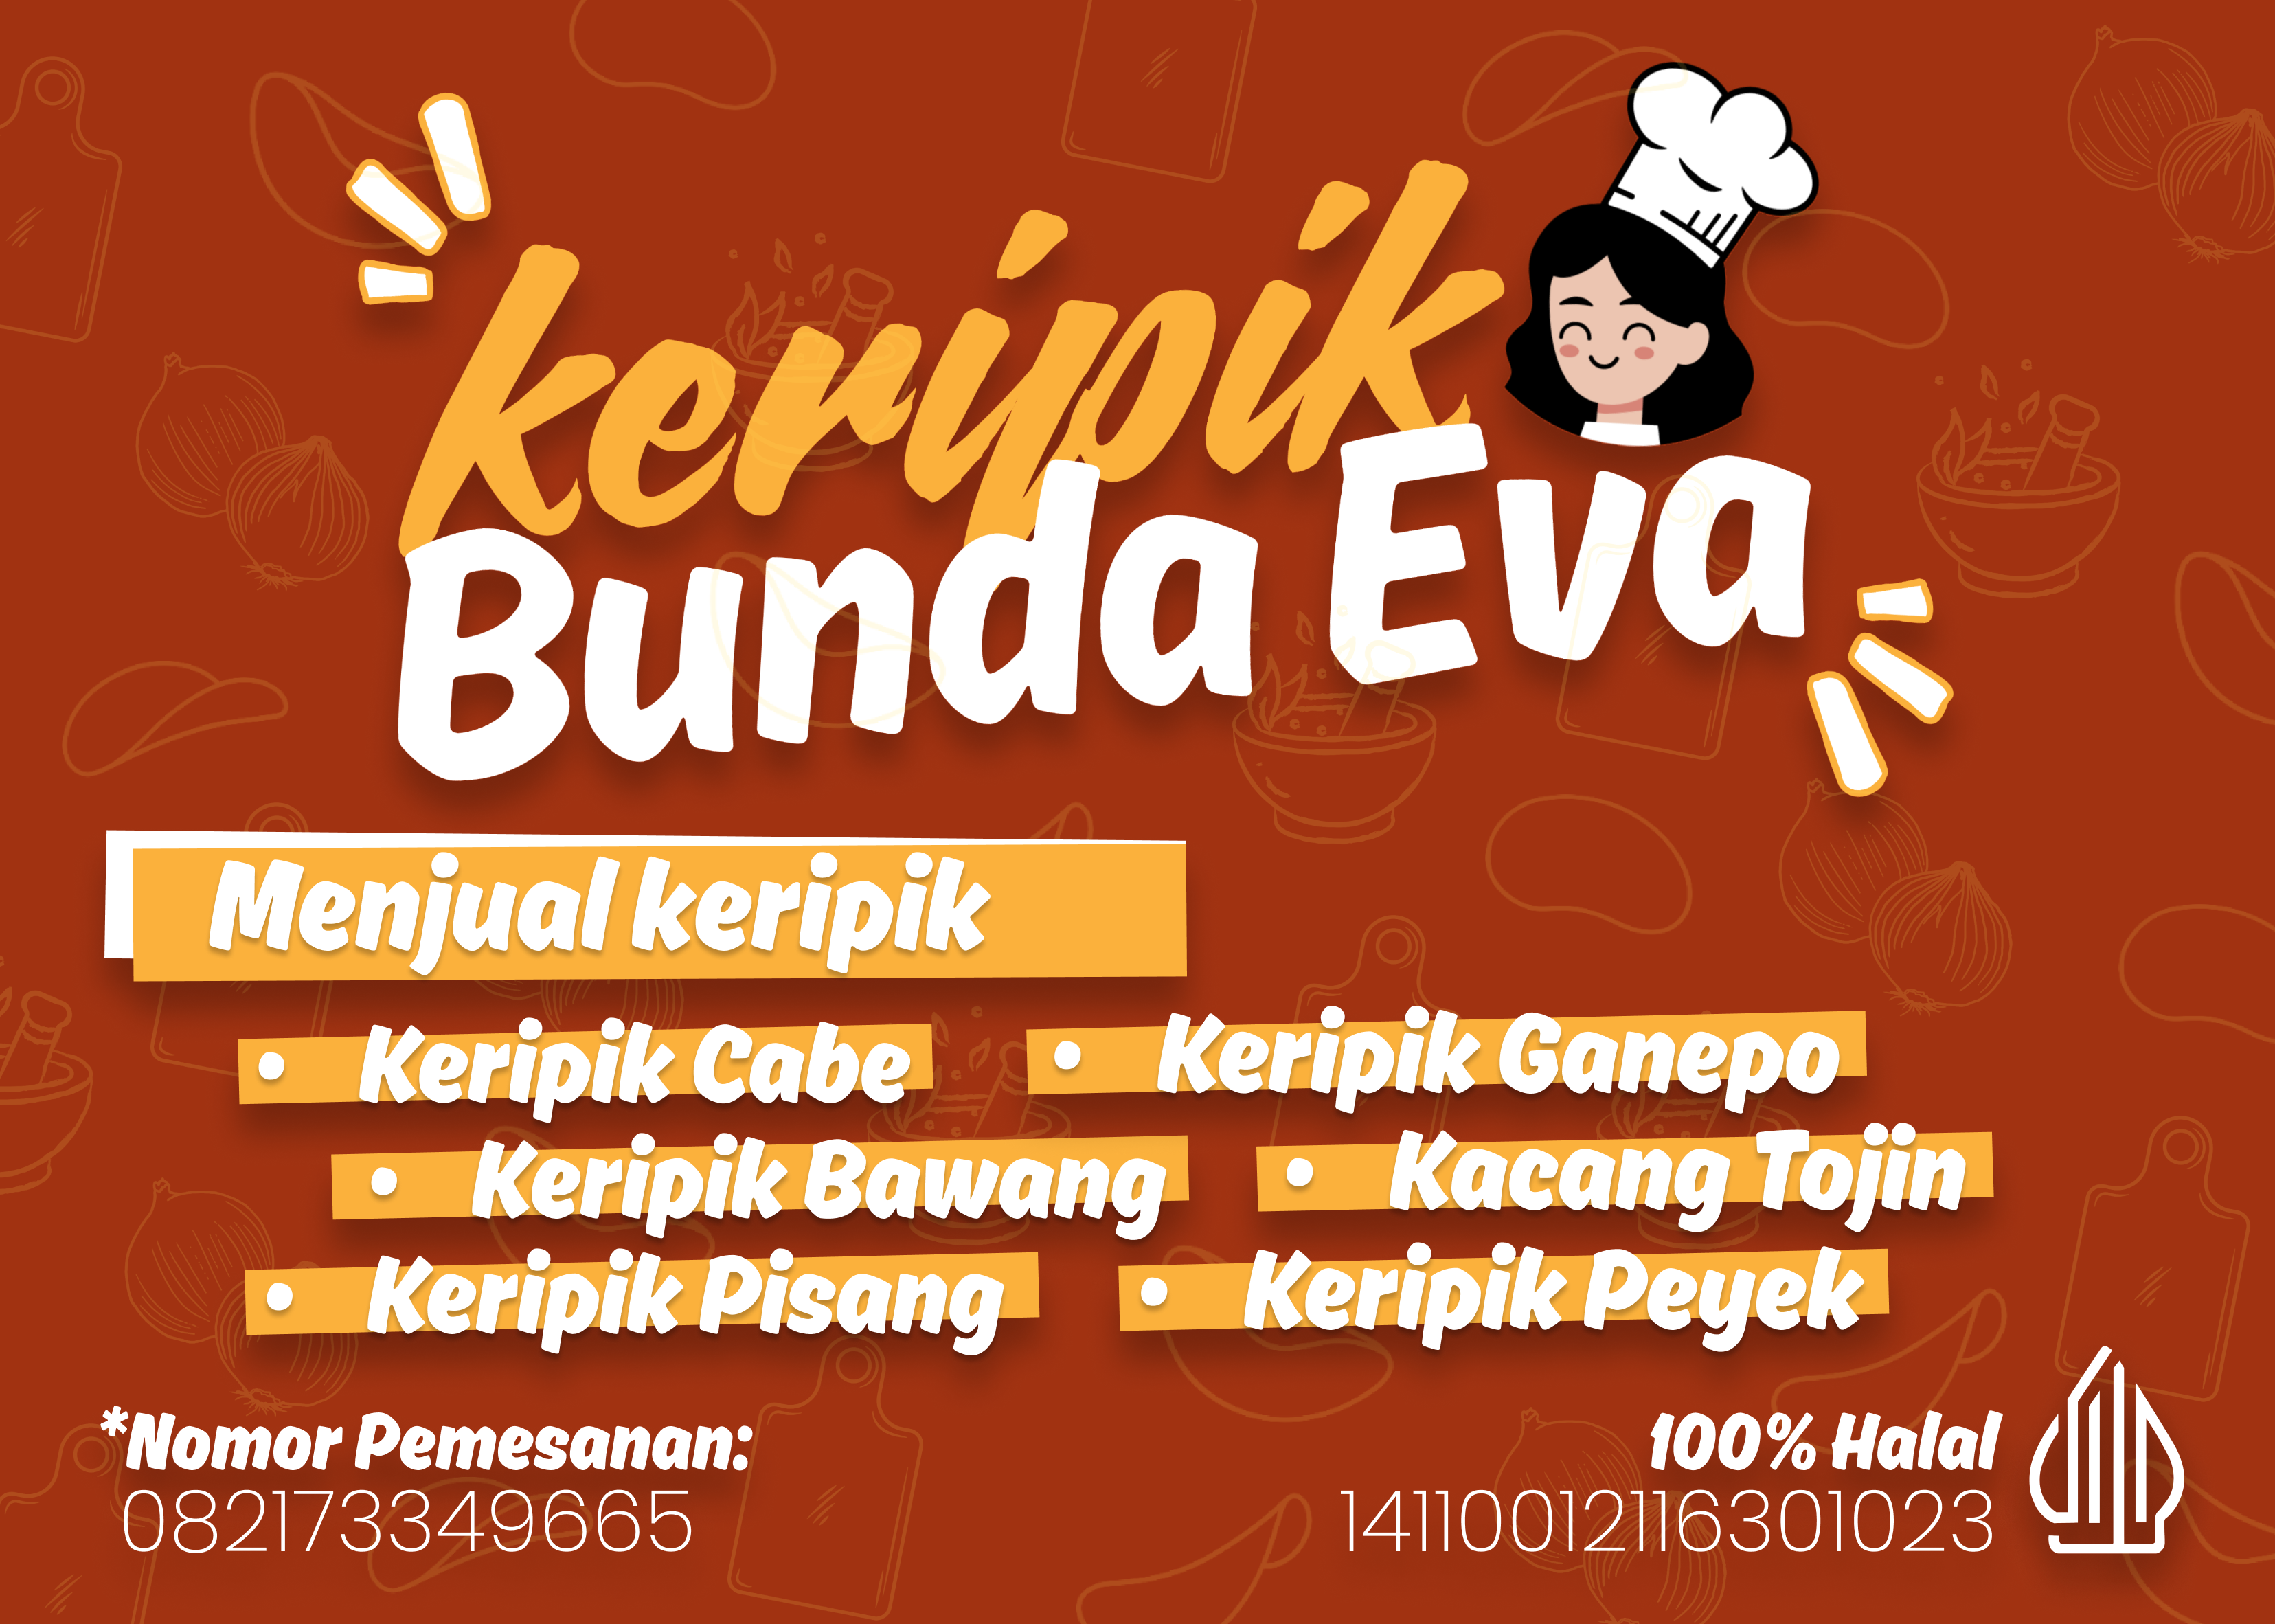 keripik
Bunda Eva
Menjual keripik
• Keripik Cabe
• Keripik Bawang
• Keripik Pisang
• Keripik Ganepo
• Kacang Tojin
• Keripik Peyek
*Nomor Pemesanan:
082173349665
100% Halal
14110012116301023